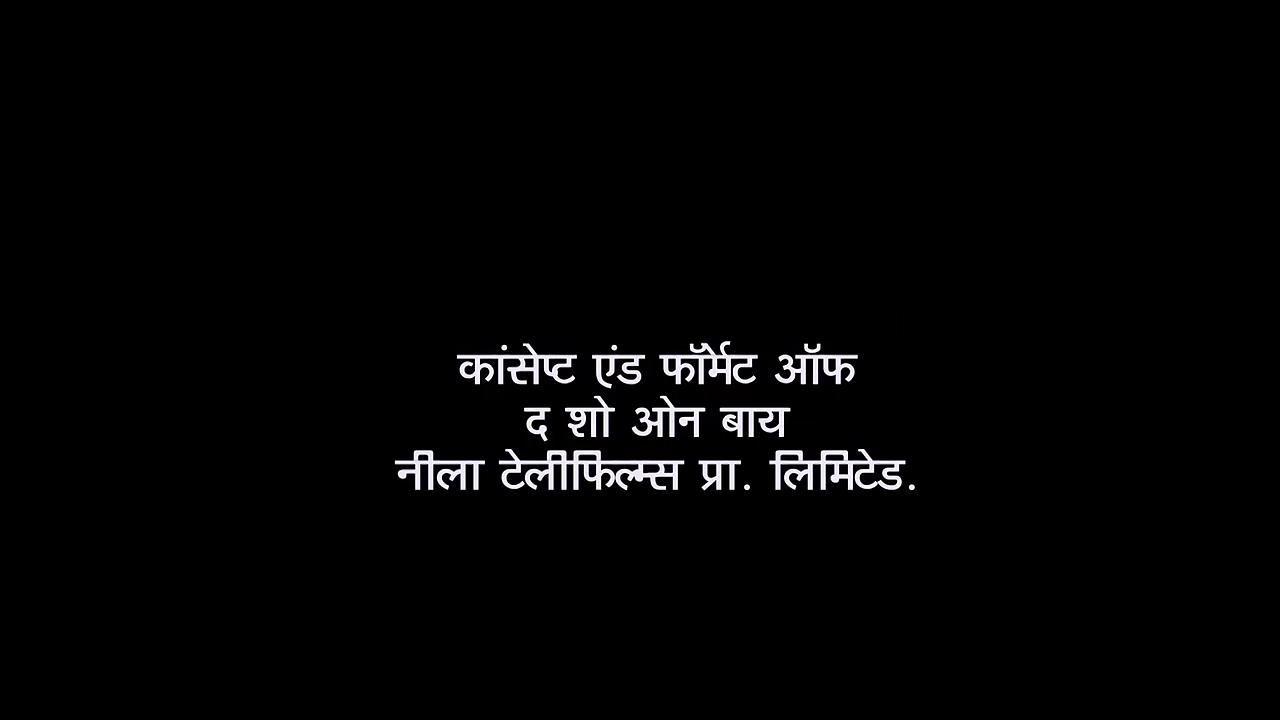 कांसेप्ट एंड फॉर्मेट ऑफ
द शो ओन बाय
नीला टेलीफिल्म्स प्रा. लिमिटेड.